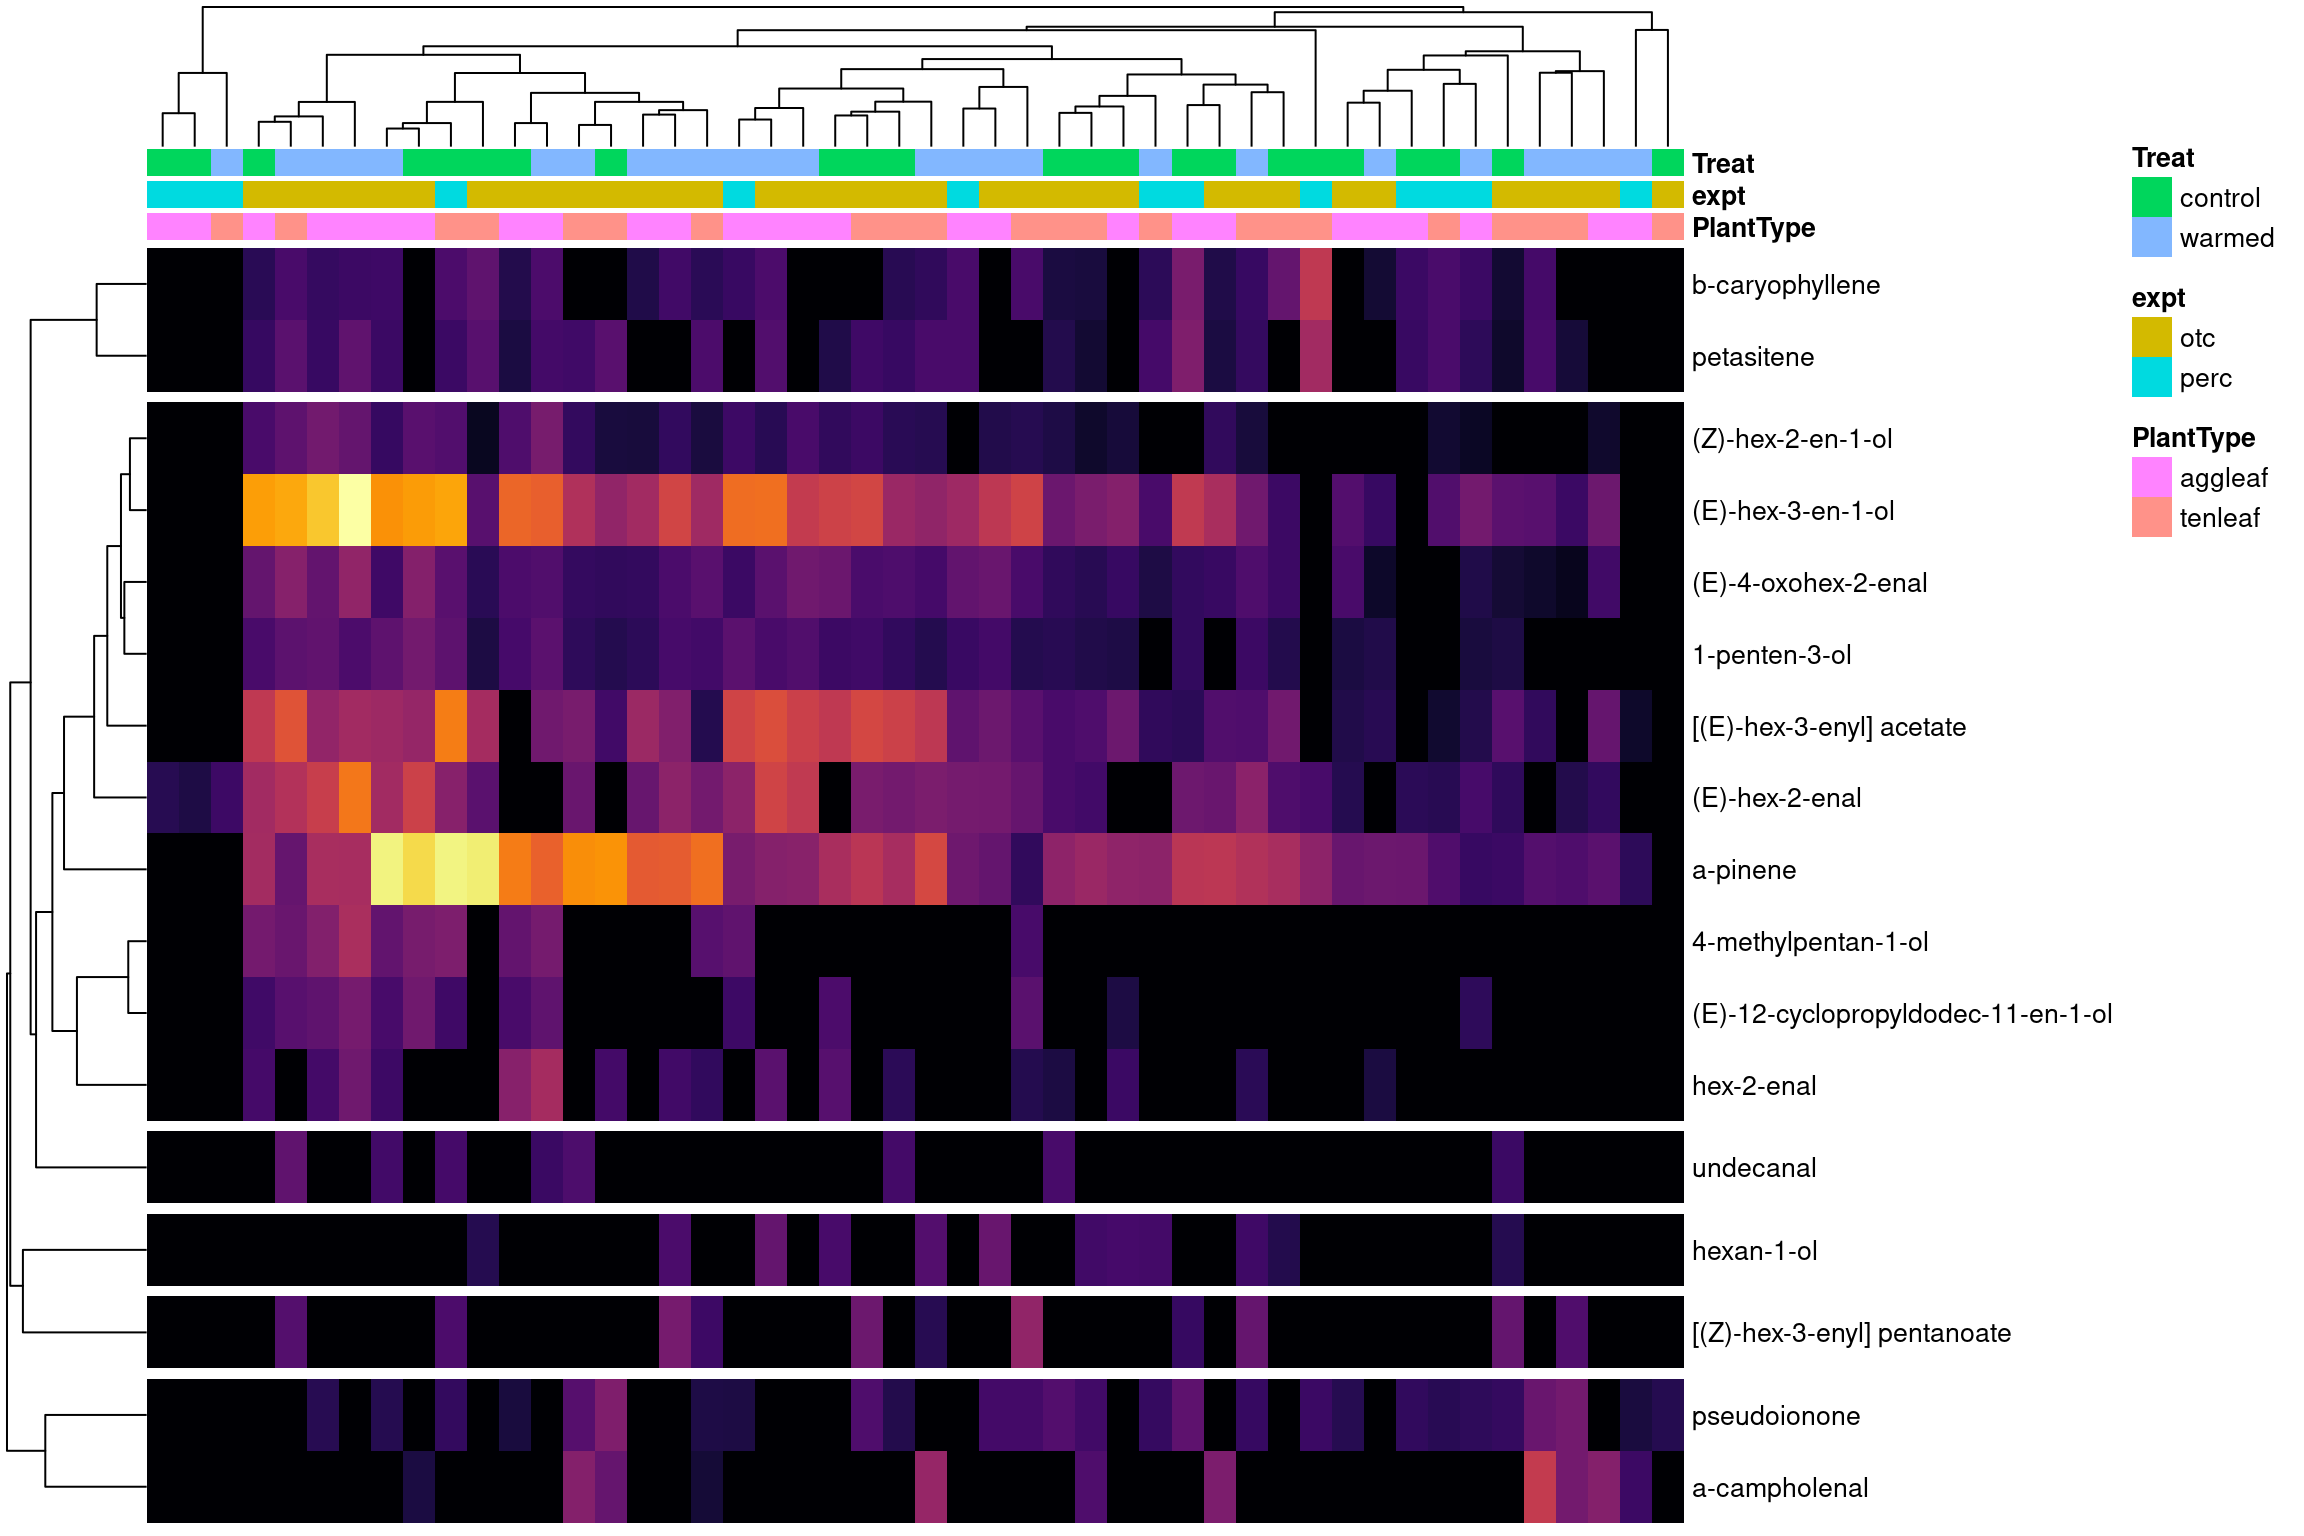 Treat
expt
PlantType
b-caryophyllene
petasitene
(Z)-hex-2-en-1-ol
(E)-hex-3-en-1-ol
(E)-4-oxohex-2-enal
1-penten-3-ol
[(E)-hex-3-enyl] acetate
(E)-hex-2-enal
a-pinene
4-methylpentan-1-ol
(E)-12-cyclopropyldodec-11-en-1-ol
hex-2-enal
undecanal
hexan-1-ol
[(Z)-hex-3-enyl] pentanoate
pseudoionone
a-campholenal
Treat
control
warmed
expt
otc
perc
PlantType
aggleaf
tenleaf